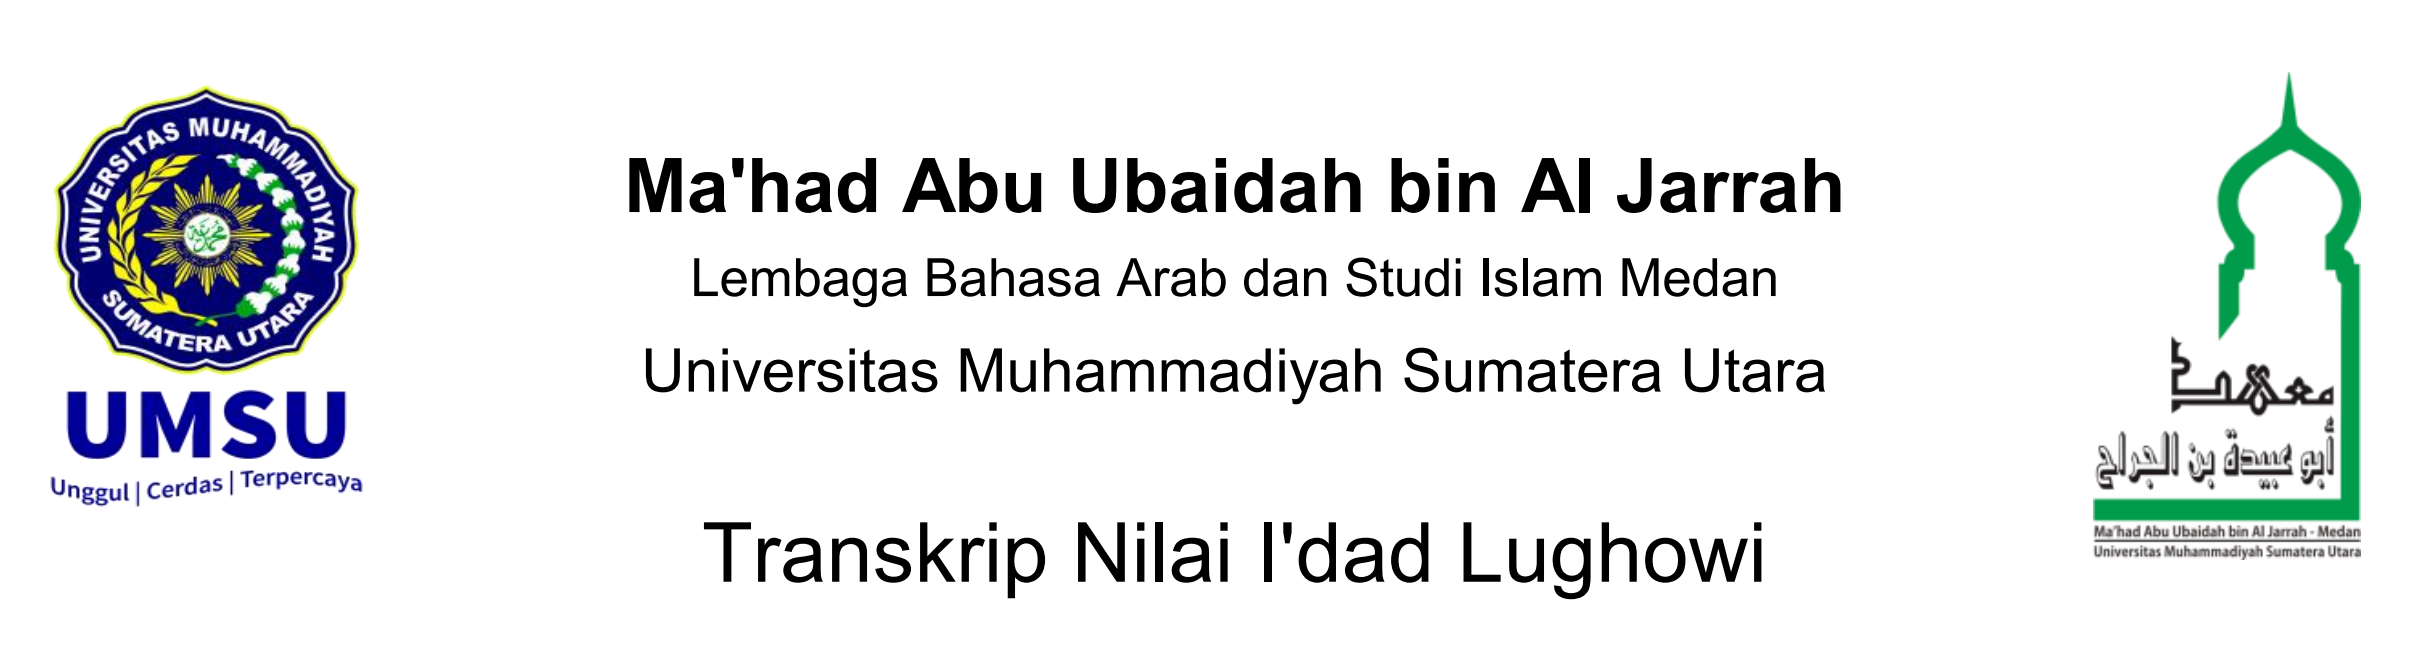 UNIVERSITAS MUHAMMADIYAH
SUMATERA UTARA
UMSU
Unggul | Cerdas | Terpercaya
Ma'had Abu Ubaidah bin Al Jarrah
Lembaga Bahasa Arab dan Studi Islam Medan
Universitas Muhammadiyah Sumatera Utara
Transkrip Nilai I'dad Lughowi
معهد
أبو عبيدة بن الجراح
Ma'had Abu Ubaidah bin Al Jarrah - Medan
Universitas Muhammadiyah Sumatera Utara